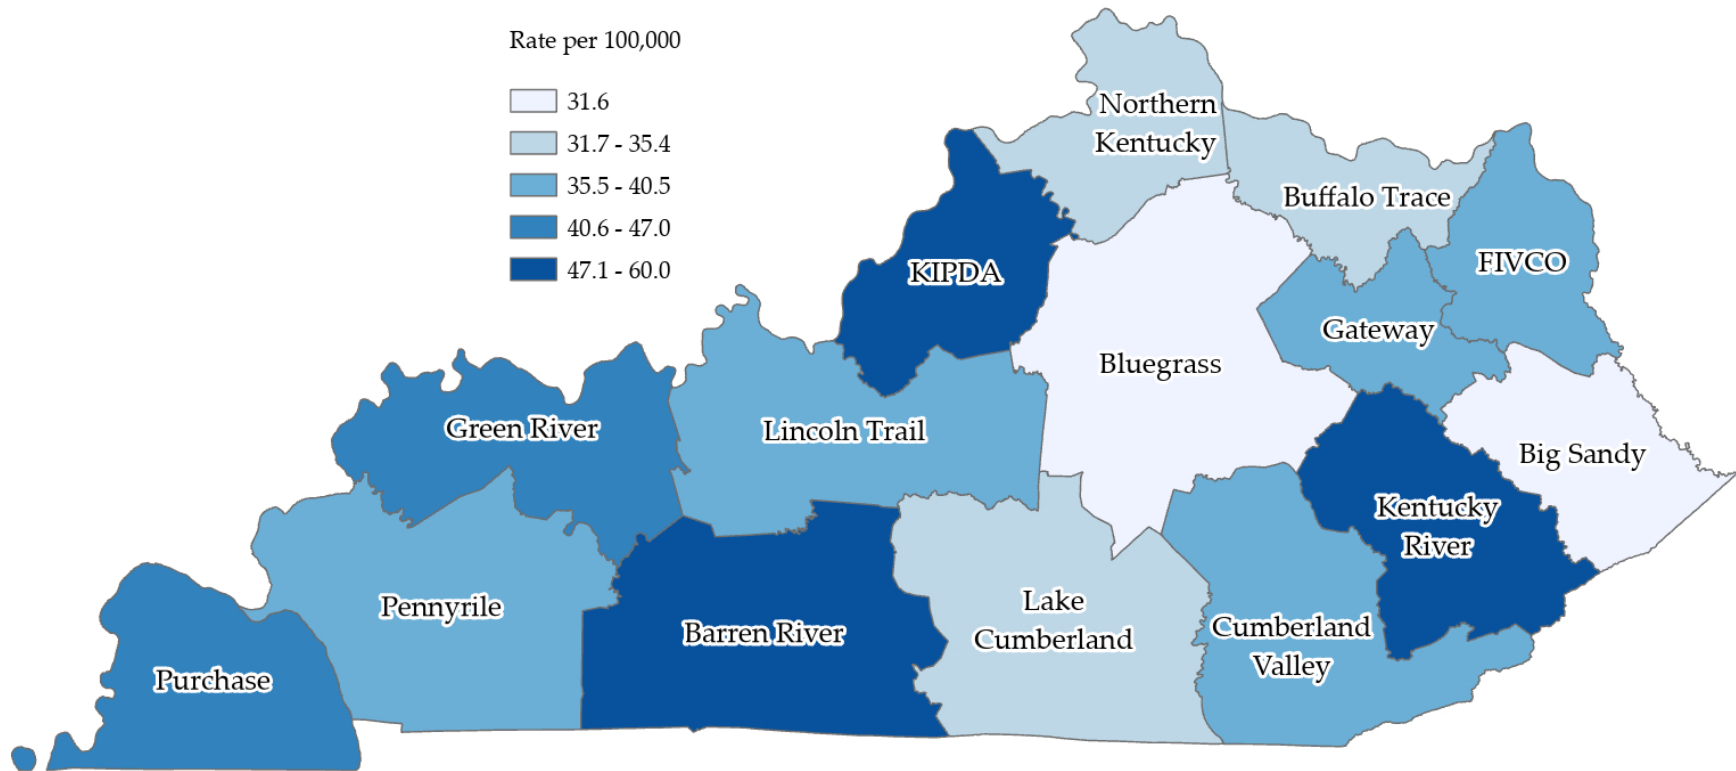 Rate per 100,000
31.6
31.7 - 35.4
35.5 - 40.5
40.6 - 47.0
47.1 - 60.0
Northern
Kentucky
Buffalo Trace
FIVCO
KIPDA
Gateway
Bluegrass
Green River
Lincoln Trail
Big Sandy
Kentucky
River
Pennyrile
Barren River
Lake
Cumberland
Cumberland
Valley
Purchase